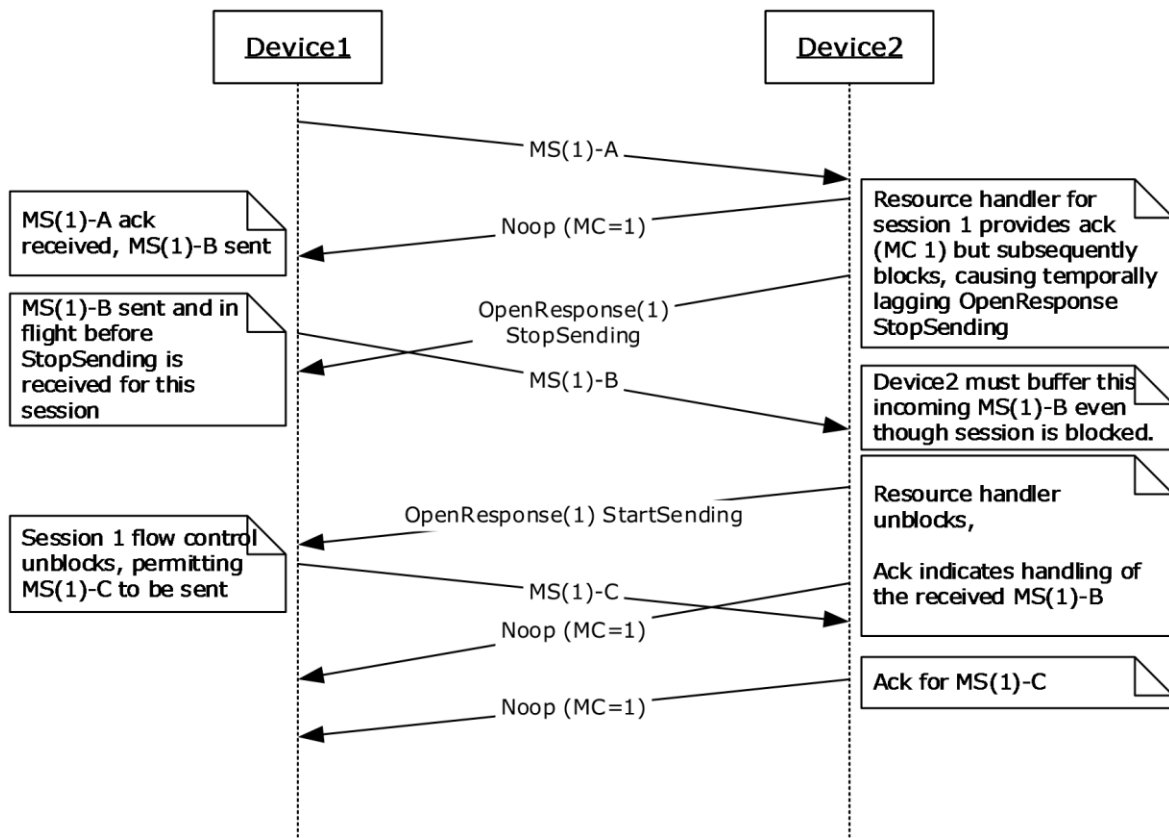 Device1
Device2
MS(1)-A
MS(1)-A ack
received, MS(1)-B sent
Noop (MC=1)
Resource handler for
session 1 provides ack
(MC 1) but subsequently
blocks, causing temporally
lagging OpenResponse
StopSending
OpenResponse(1)
StopSending
MS(1)-B sent and in
flight before
StopSending is
received for this
session
MS(1)-B
Device2 must buffer this
incoming MS(1)-B even
though session is blocked.
OpenResponse(1) StartSending
Resource handler
unblocks,
Ack indicates handling of
the received MS(1)-B
Session 1 flow control
unblocks, permitting
MS(1)-C to be sent
MS(1)-C
Noop (MC=1)
Ack for MS(1)-C
Noop (MC=1)